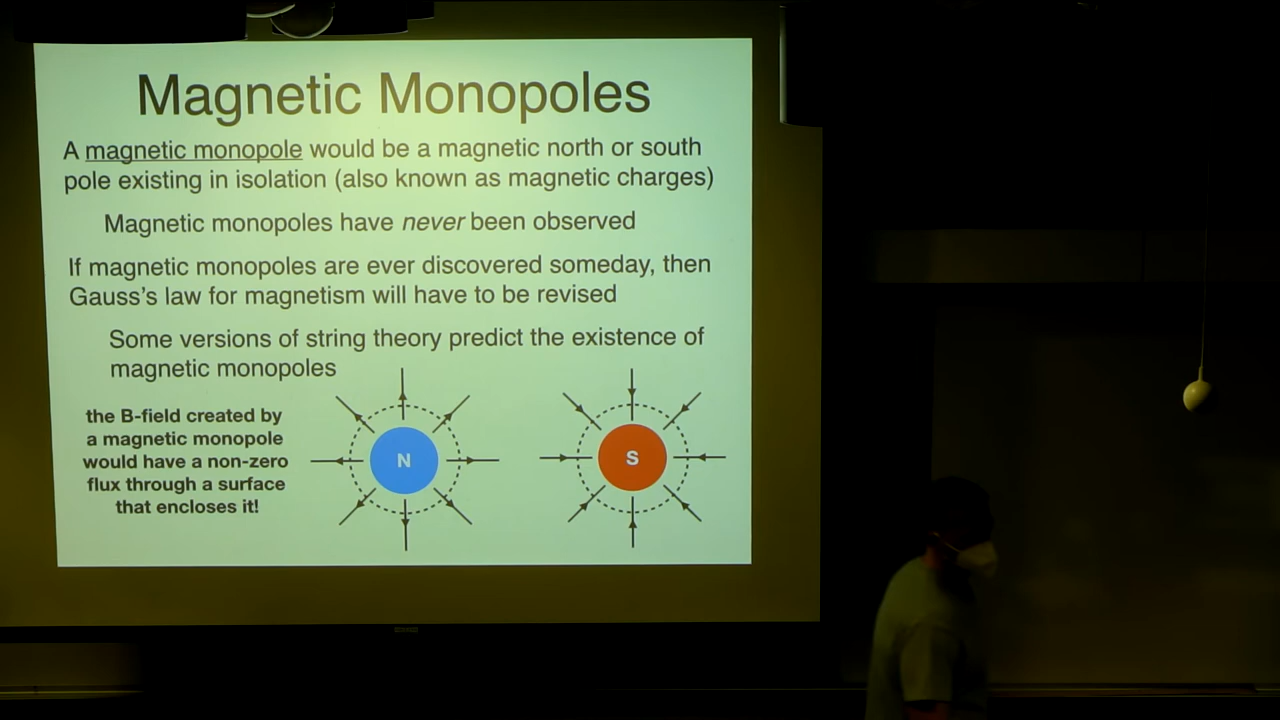 Magnetic Monopoles
A magnetic monopole would be a magnetic north or south
pole existing in isolation (also known as magnetic charges)
Magnetic monopoles have never been observed
If magnetic monopoles are ever discovered someday, then
Gauss's law for magnetism will have to be revised
Some versions of string theory predict the existence of
magnetic monopoles
the B-field created by
a magnetic monopole
would have a non-zero
flux through a surface
that encloses it!
N
S